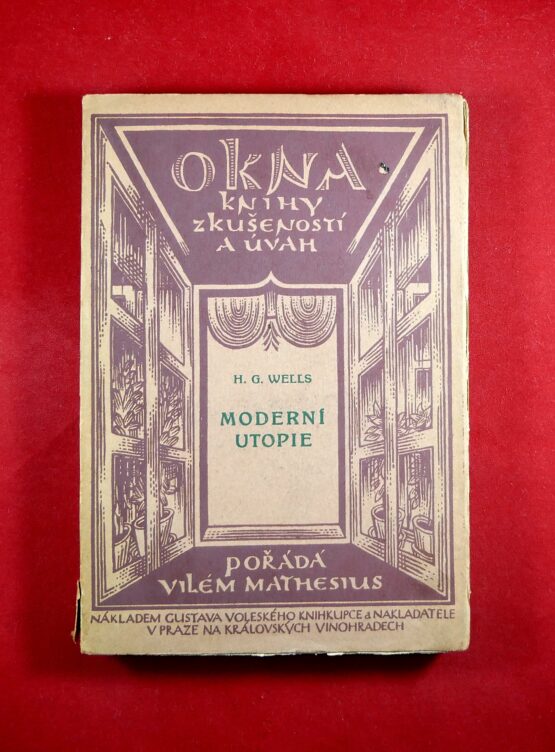 OKNA
KNIHY
ZKUŠENOSTÍ
A ÚVAH
H. G. WELLS
MODERNÍ
UTOPIE
POŘÁDÁ
VILÉM MATHESIUS
NÁKLADEM GUSTAVA VOLESKÉHO KNIHKUPCE a NAKLADATELE
V PRAZE NA KRÁLOVSKÝCH VINOHRADECH